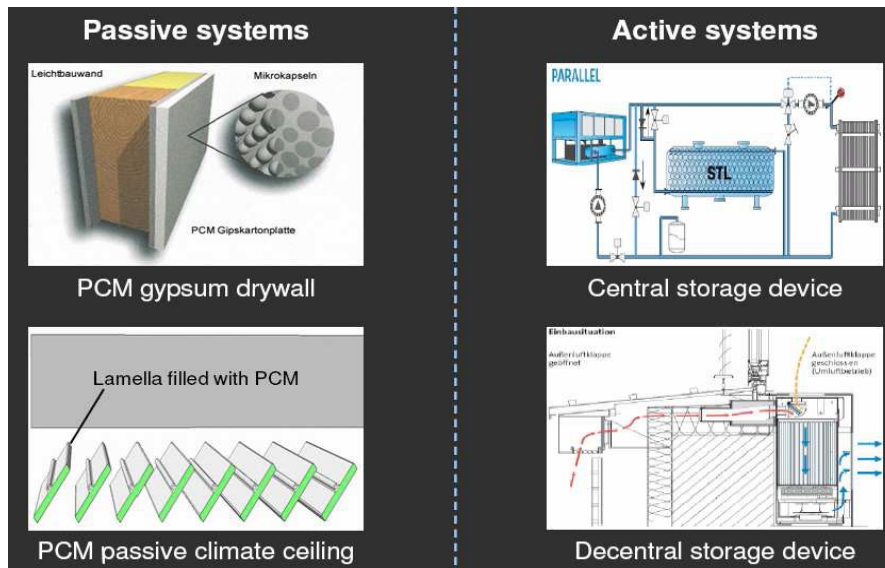 Passive systems
Active systems
Leichtbauwand
Mikrokapseln
PCM Gipskartonplatte
PCM gypsum drywall
PARALLEL
STL
Central storage device
Lamella filled with PCM
PCM passive climate ceiling
Einbausituation
Außenluftklappe
geöffnet
Außenluftklappe
geschlossen
(Umluftbetrieb)
Decentral storage device